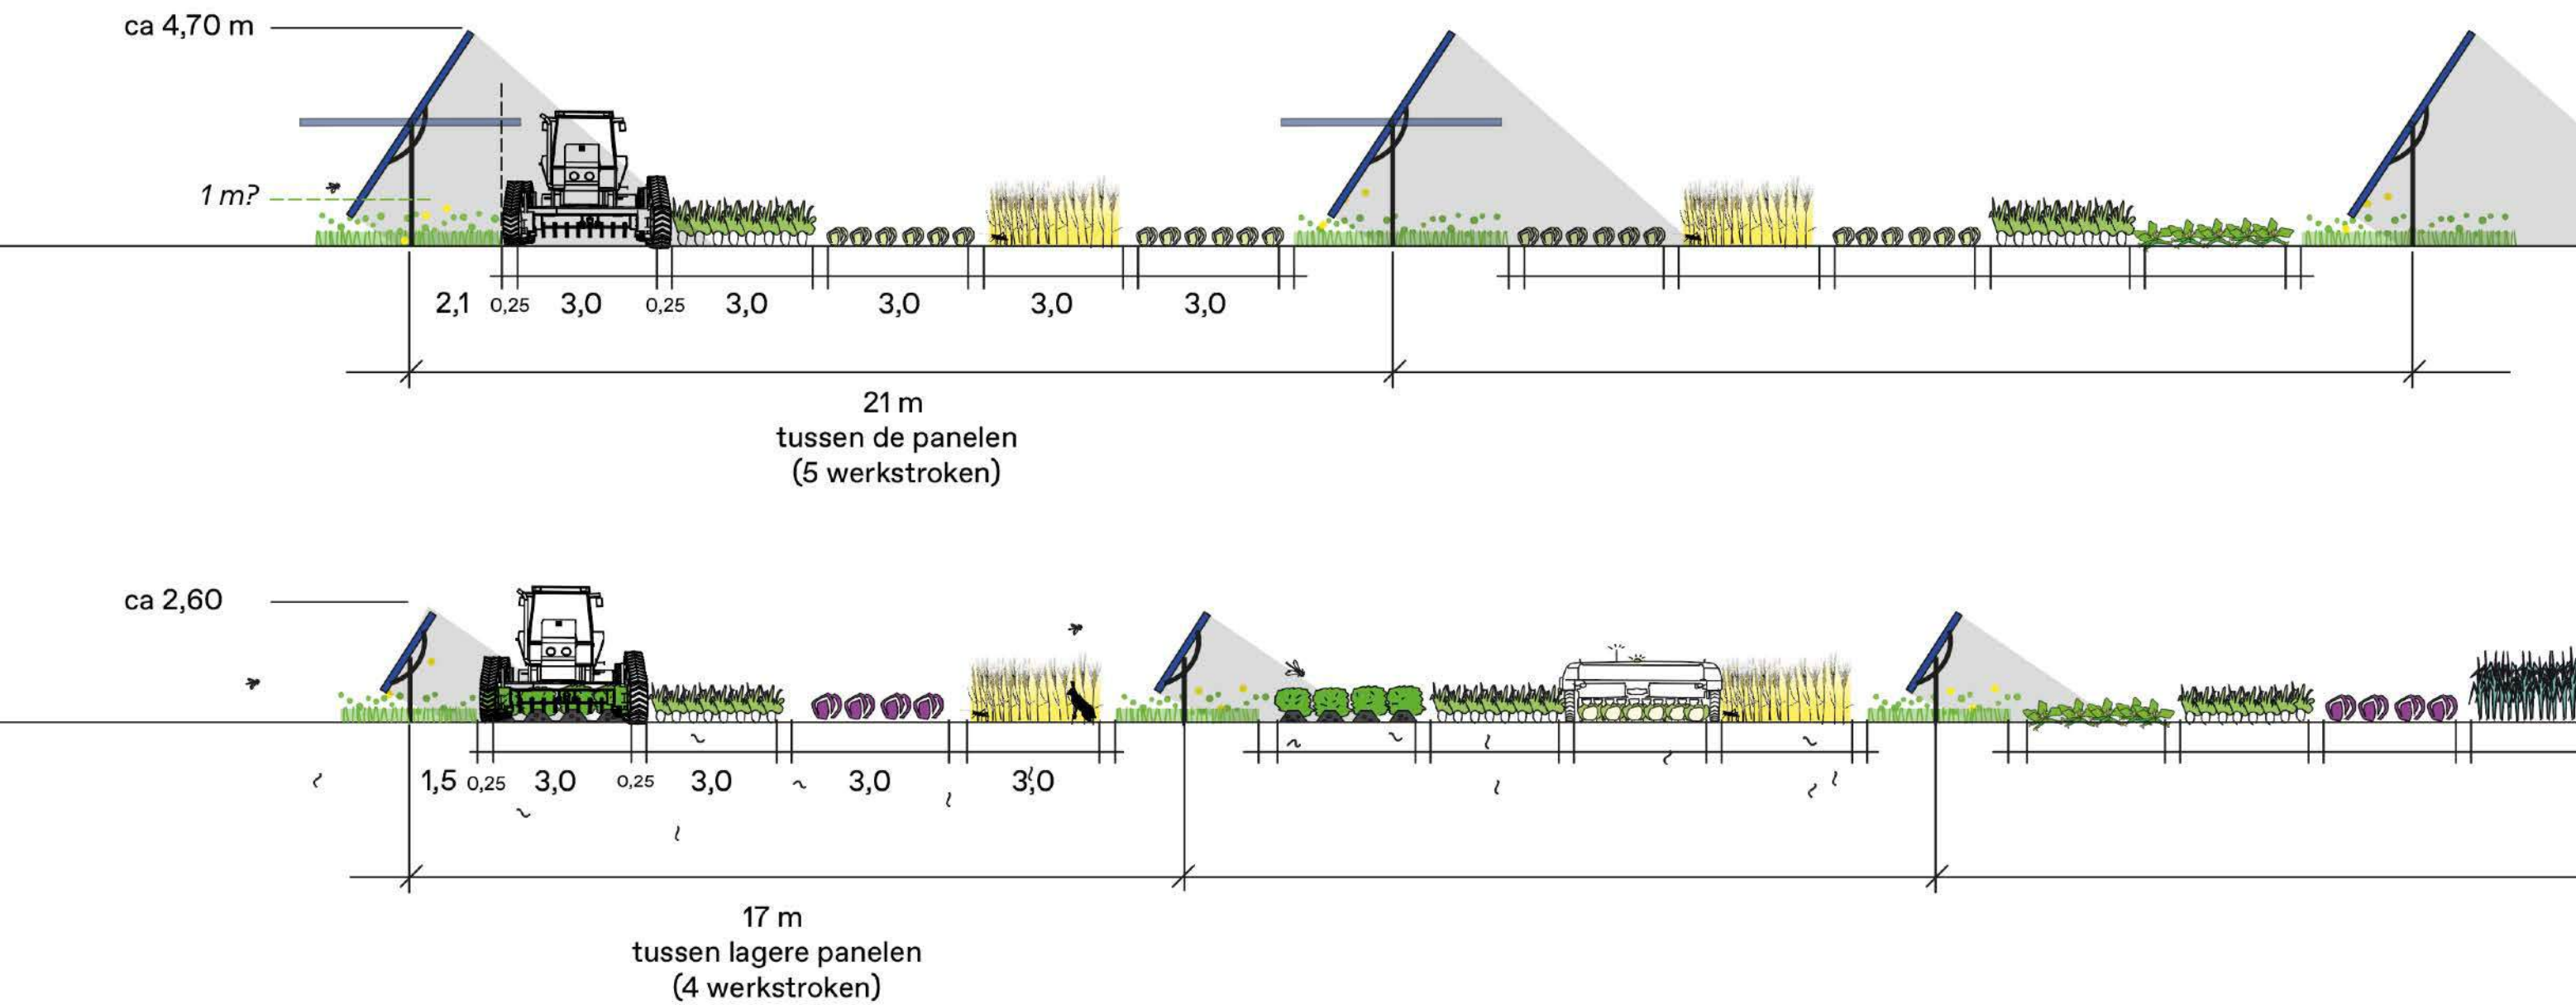 ca 4,70 m
1 m?
2,1 0,25 3,0 0,25 3,0 3,0 3,0 3,0
21 m
tussen de panelen
(5 werkstroken)
ca 2,60
1,5 0,25 3,0 0,25 3,0 3,0 3,0
17 m
tussen lagere panelen
(4 werkstroken)